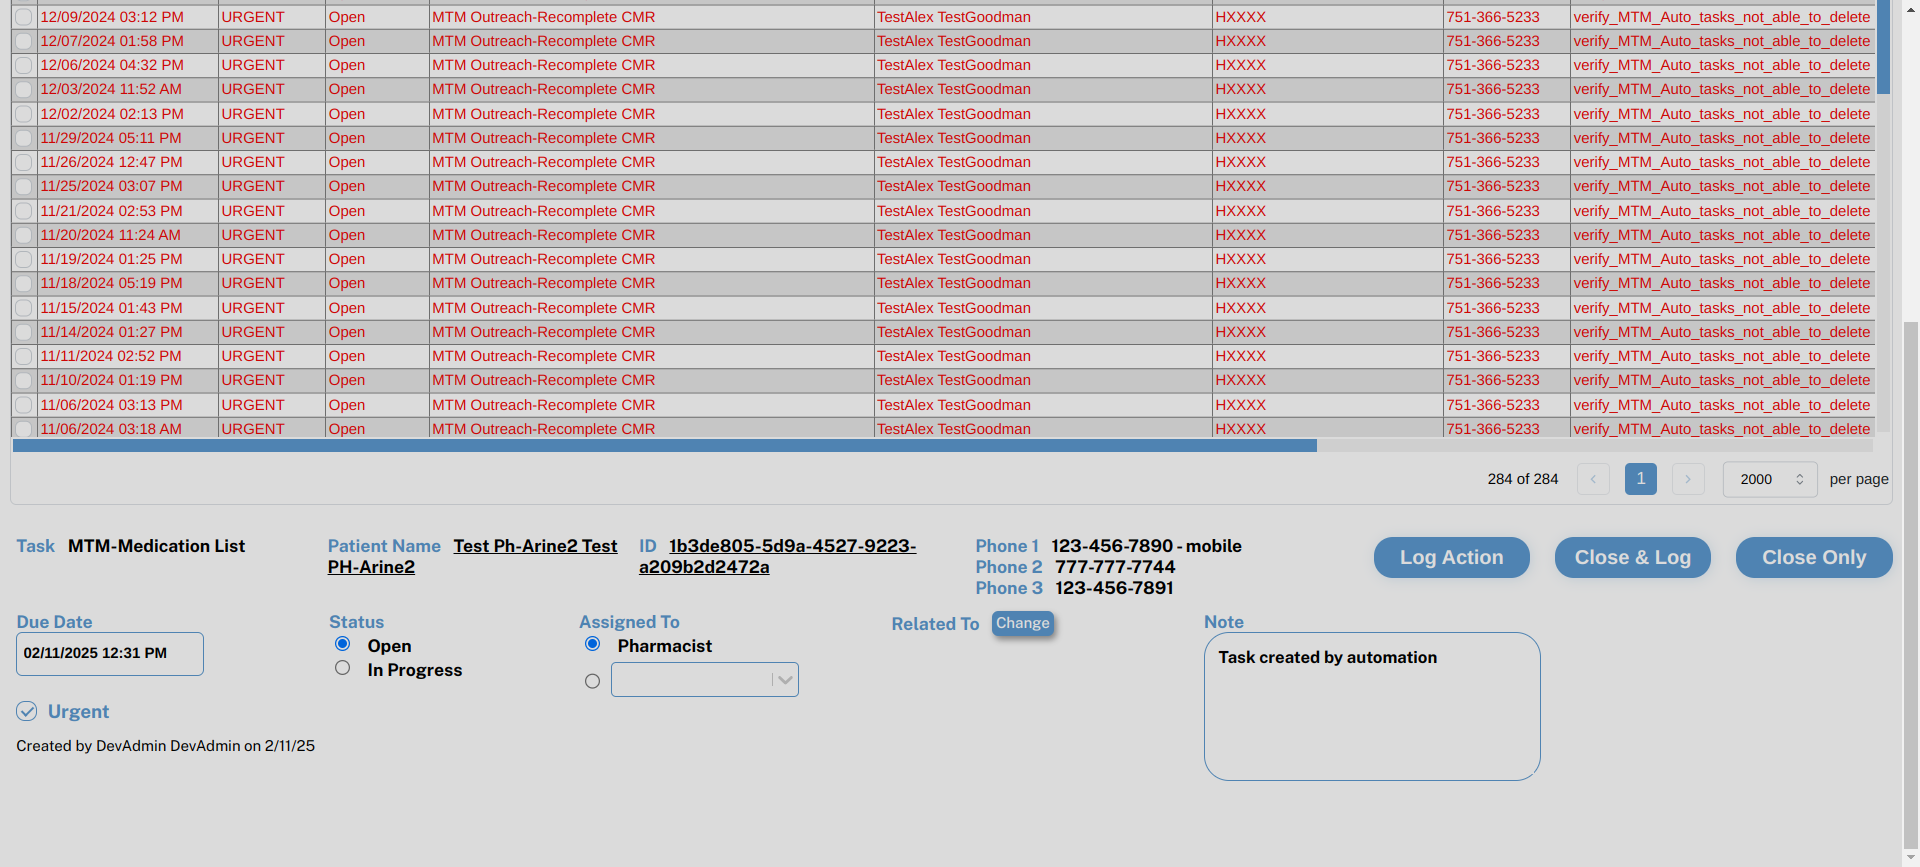 12/09/2024 03:12 PM URGENT Open MTM Outreach-Recomplete CMR TestAlex TestGoodman HXXXX 751-366-5233 verify_MTM_Auto_tasks_not_able_to_delete
12/07/2024 01:58 PM URGENT Open MTM Outreach-Recomplete CMR TestAlex TestGoodman HXXXX 751-366-5233 verify_MTM_Auto_tasks_not_able_to_delete
12/06/2024 04:32 PM URGENT Open MTM Outreach-Recomplete CMR TestAlex TestGoodman HXXXX 751-366-5233 verify_MTM_Auto_tasks_not_able_to_delete
12/03/2024 11:52 AM URGENT Open MTM Outreach-Recomplete CMR TestAlex TestGoodman HXXXX 751-366-5233 verify_MTM_Auto_tasks_not_able_to_delete
12/02/2024 02:13 PM URGENT Open MTM Outreach-Recomplete CMR TestAlex TestGoodman HXXXX 751-366-5233 verify_MTM_Auto_tasks_not_able_to_delete
11/29/2024 05:11 PM URGENT Open MTM Outreach-Recomplete CMR TestAlex TestGoodman HXXXX 751-366-5233 verify_MTM_Auto_tasks_not_able_to_delete
11/26/2024 12:47 PM URGENT Open MTM Outreach-Recomplete CMR TestAlex TestGoodman HXXXX 751-366-5233 verify_MTM_Auto_tasks_not_able_to_delete
11/25/2024 03:07 PM URGENT Open MTM Outreach-Recomplete CMR TestAlex TestGoodman HXXXX 751-366-5233 verify_MTM_Auto_tasks_not_able_to_delete
11/21/2024 02:53 PM URGENT Open MTM Outreach-Recomplete CMR TestAlex TestGoodman HXXXX 751-366-5233 verify_MTM_Auto_tasks_not_able_to_delete
11/20/2024 11:24 AM URGENT Open MTM Outreach-Recomplete CMR TestAlex TestGoodman HXXXX 751-366-5233 verify_MTM_Auto_tasks_not_able_to_delete
11/19/2024 01:25 PM URGENT Open MTM Outreach-Recomplete CMR TestAlex TestGoodman HXXXX 751-366-5233 verify_MTM_Auto_tasks_not_able_to_delete
11/18/2024 05:19 PM URGENT Open MTM Outreach-Recomplete CMR TestAlex TestGoodman HXXXX 751-366-5233 verify_MTM_Auto_tasks_not_able_to_delete
11/15/2024 01:43 PM URGENT Open MTM Outreach-Recomplete CMR TestAlex TestGoodman HXXXX 751-366-5233 verify_MTM_Auto_tasks_not_able_to_delete
11/14/2024 01:27 PM URGENT Open MTM Outreach-Recomplete CMR TestAlex TestGoodman HXXXX 751-366-5233 verify_MTM_Auto_tasks_not_able_to_delete
11/11/2024 02:52 PM URGENT Open MTM Outreach-Recomplete CMR TestAlex TestGoodman HXXXX 751-366-5233 verify_MTM_Auto_tasks_not_able_to_delete
11/10/2024 01:19 PM URGENT Open MTM Outreach-Recomplete CMR TestAlex TestGoodman HXXXX 751-366-5233 verify_MTM_Auto_tasks_not_able_to_delete
11/06/2024 03:13 PM URGENT Open MTM Outreach-Recomplete CMR TestAlex TestGoodman HXXXX 751-366-5233 verify_MTM_Auto_tasks_not_able_to_delete
11/06/2024 03:18 AM URGENT Open MTM Outreach-Recomplete CMR TestAlex TestGoodman HXXXX 751-366-5233 verify_MTM_Auto_tasks_not_able_to_delete
284 of 284 1 2000 per page
Task MTM-Medication List
Patient Name Test Ph-Arine2 Test
PH-Arine2
ID 1b3de805-5d9a-4527-9223-
a209b2d2472a
Phone 1 123-456-7890 - mobile
Phone 2 777-777-7744
Phone 3 123-456-7891
Log Action Close & Log Close Only
Due Date
02/11/2025 12:31 PM
Status
Open
In Progress
Assigned To
Pharmacist
Related To Change
Note
Task created by automation
Urgent
Created by DevAdmin DevAdmin on 2/11/25